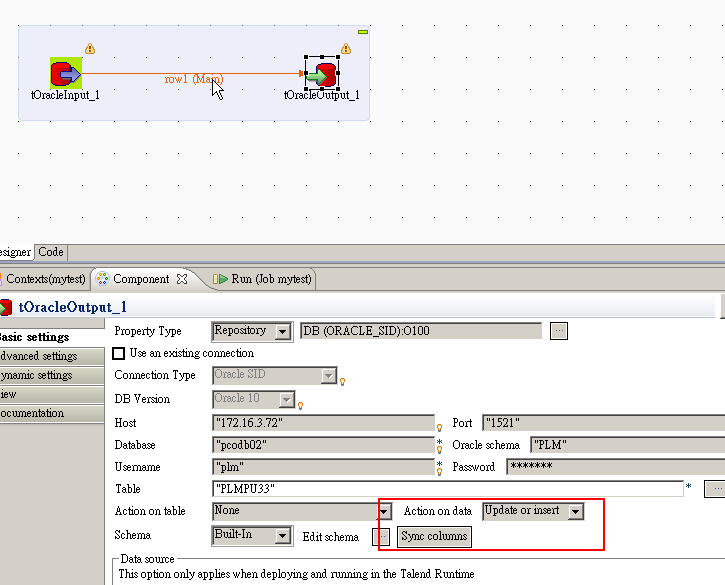 row1 (Main)
tOracleInput_1
tOracleOutput_1
esigner Code
Contexts(mytest) Component Run (Job mytest)
tOracleOutput_1
asic settings
dvanced settings
ynamic settings
iew
ocumentation
Property Type Repository DB (ORACLE_SID):O100 ...
Use an existing connection
Connection Type Oracle SID
DB Version Oracle 10
Host "172.16.3.72" Port "1521"
Database "pcodb02" * Oracle schema "PLM"
Username "plm" * Password *******
Table "PLMPU33" * ...
Action on table None Action on data Update or insert
Schema Built-In Edit schema ... Sync columns
Data source
This option only applies when deploying and running in the Talend Runtime